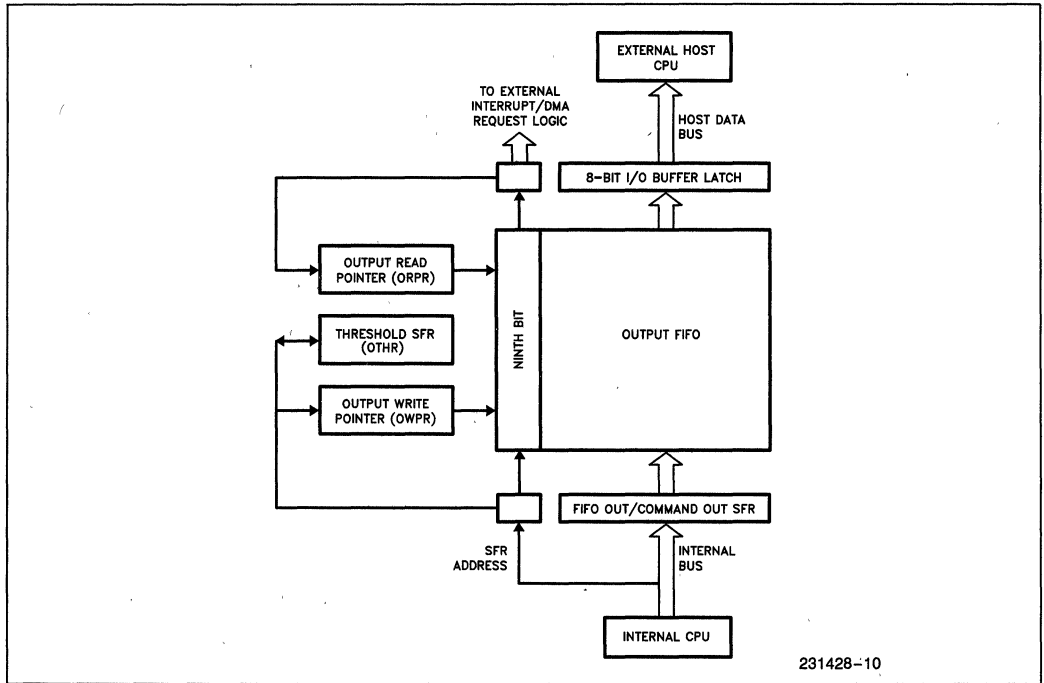 EXTERNAL HOST
CPU
TO EXTERNAL
INTERRUPT/DMA
REQUEST LOGIC
HOST DATA
BUS
8-BIT I/O BUFFER LATCH
OUTPUT READ
POINTER (ORPR)
THRESHOLD SFR
(OTHR)
OUTPUT WRITE
POINTER (OWPR)
NINTH BIT
OUTPUT FIFO
FIFO OUT/COMMAND OUT SFR
SFR
ADDRESS
INTERNAL
BUS
INTERNAL CPU
231428-10